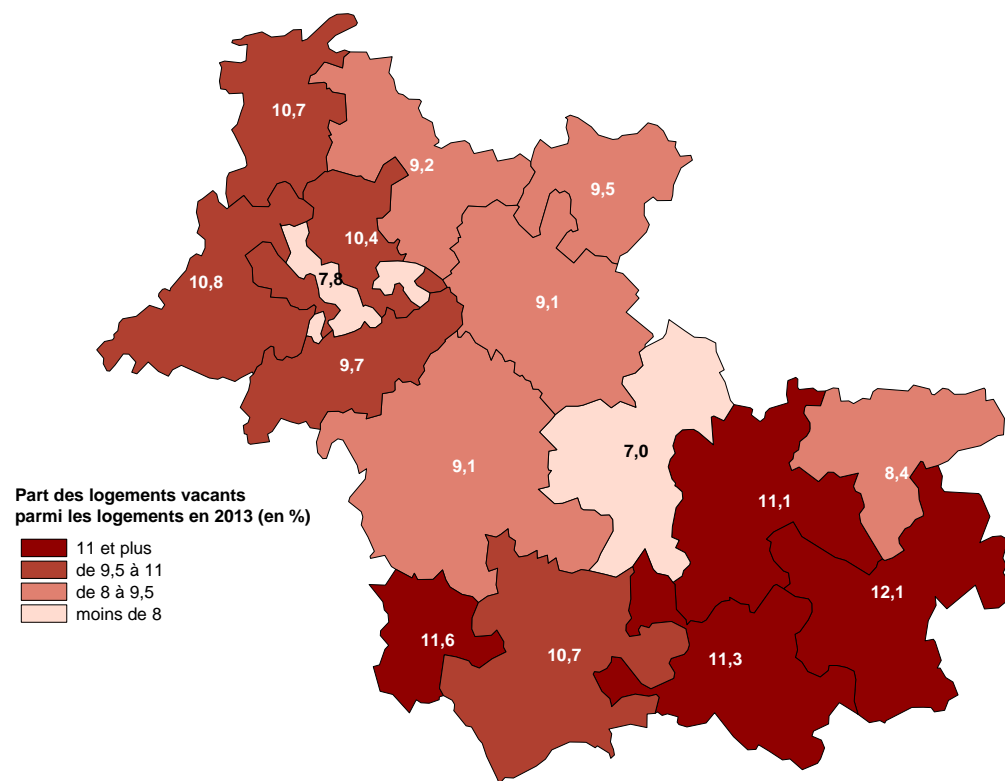 10,7
9,2
9,5
10,4
7,8
10,8
9,1
9,7
7,0
9,1
8,4
11,1
Part des logements vacants
parmi les logements en 2013 (en %)
11 et plus
de 9,5 à 11
de 8 à 9,5
moins de 8
12,1
11,6
10,7
11,3